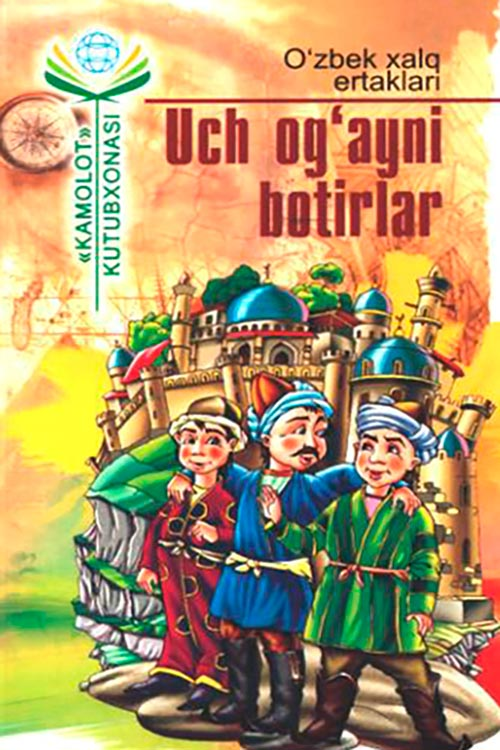 O‘zbek xalq
ertaklari
Uch og‘ayni
botirlar
«KAMOLOT»
KUTUBXONASI